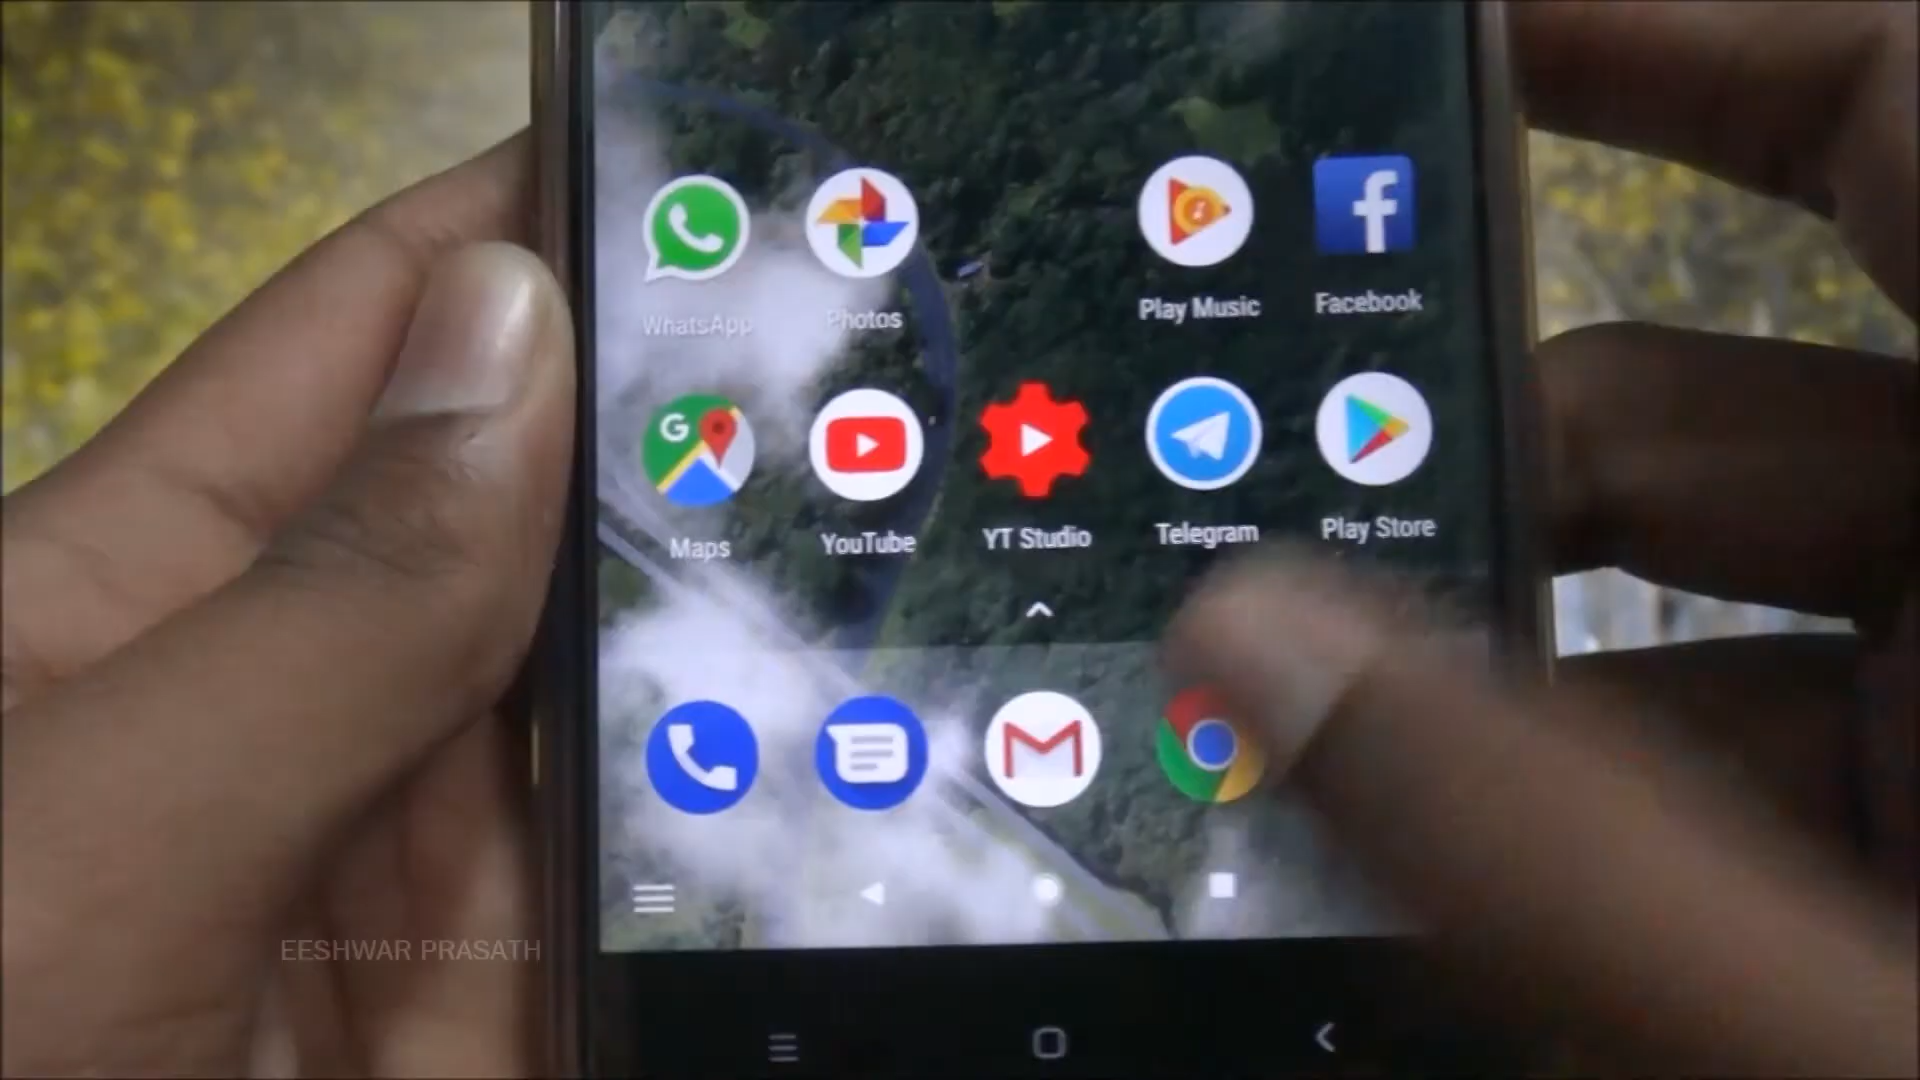 WhatsApp
Photos
Play Music
Facebook
G
Maps
YouTube
YT Studio
Telegram
Play Store
EESHWAR PRASATH